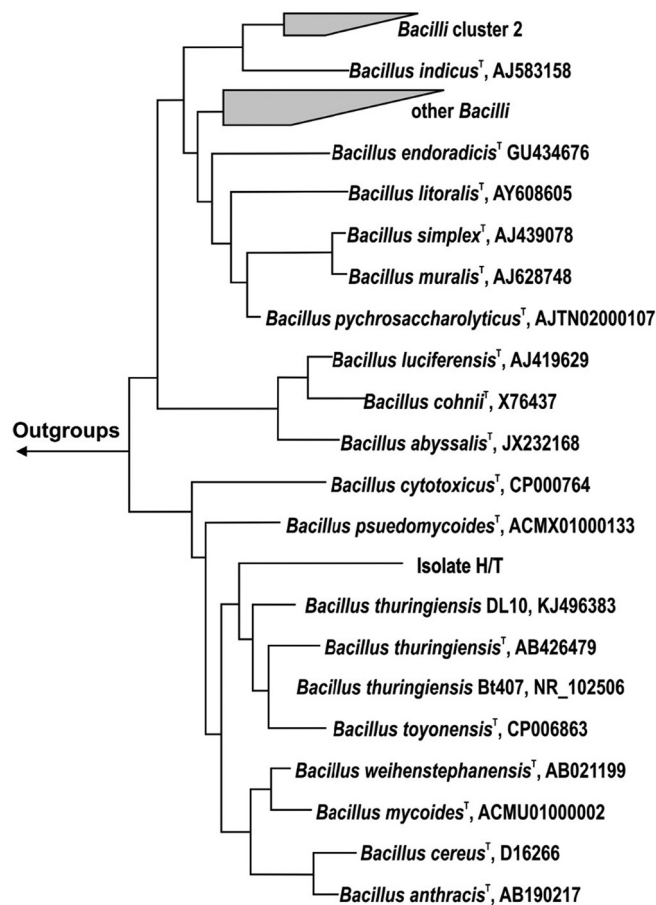 Bacilli cluster 2
Bacillus indicusᵀ, AJ583158
other Bacilli
Bacillus endoradicisᵀ GU434676
Bacillus litoralisᵀ, AY608605
Bacillus simplexᵀ, AJ439078
Bacillus muralisᵀ, AJ628748
Bacillus pychrosaccharolyticusᵀ, AJTN02000107
Bacillus luciferensisᵀ, AJ419629
Bacillus cohniiᵀ, X76437
Outgroups
Bacillus abyssalisᵀ, JX232168
Bacillus cytotoxicusᵀ, CP000764
Bacillus psuedomycoidesᵀ, ACMX01000133
Isolate H/T
Bacillus thuringiensis DL10, KJ496383
Bacillus thuringiensisᵀ, AB426479
Bacillus thuringiensis Bt407, NR_102506
Bacillus toyonensisᵀ, CP006863
Bacillus weihenstephanensisᵀ, AB021199
Bacillus mycoidesᵀ, ACMU01000002
Bacillus cereusᵀ, D16266
Bacillus anthracisᵀ, AB190217